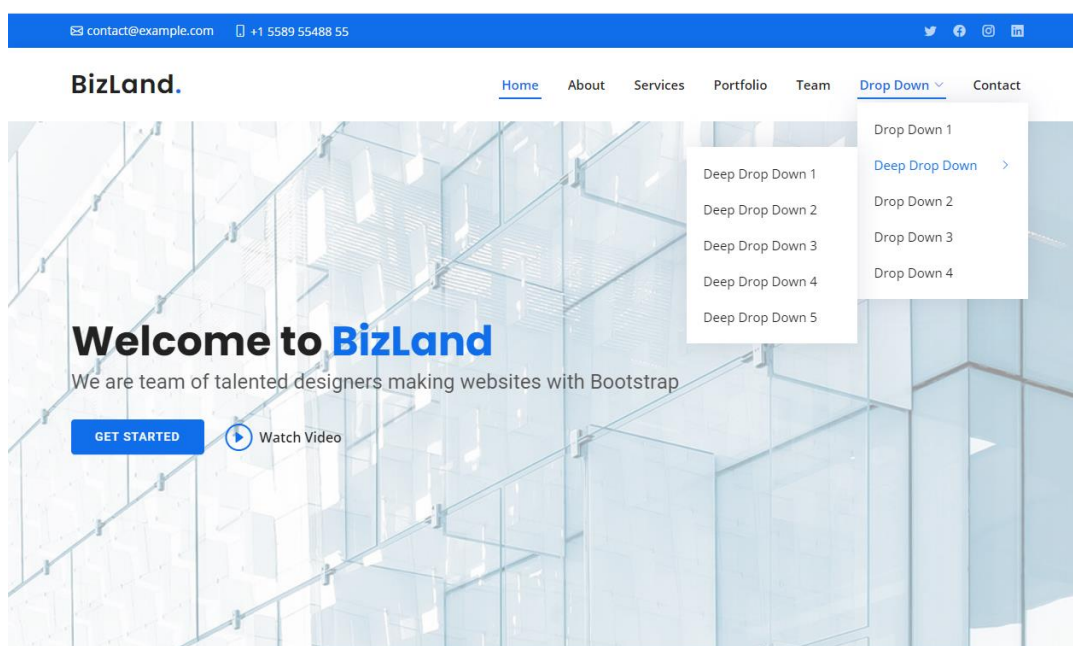 contact@example.com +1 5589 55488 55
BizLand.
Home About Services Portfolio Team Drop Down Contact
Drop Down 1
Deep Drop Down
Drop Down 2
Drop Down 3
Drop Down 4
Deep Drop Down 1
Deep Drop Down 2
Deep Drop Down 3
Deep Drop Down 4
Deep Drop Down 5
Welcome to BizLand
We are team of talented designers making websites with Bootstrap
GET STARTED Watch Video